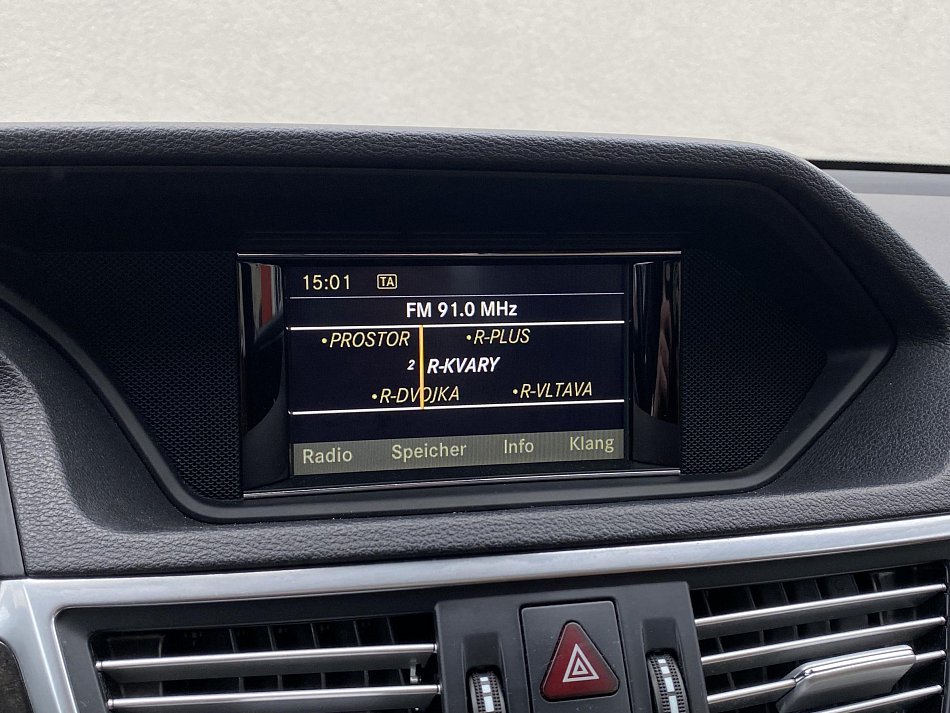 15:01 TA
FM 91.0 MHz
•PROSTOR •R-PLUS
2 R-KVARY
•R-DVOJKA •R-VLTAVA
Radio Speicher Info Klang